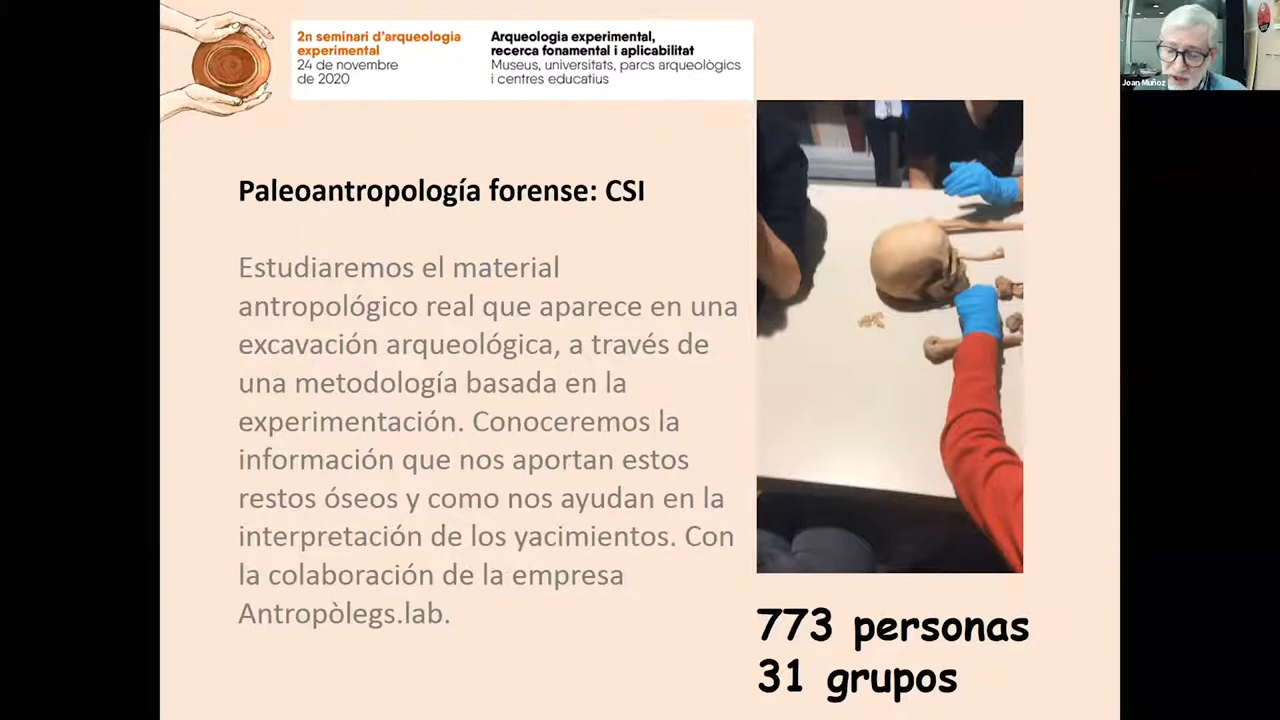 2n seminari d'arqueologia
experimental
24 de novembre
de 2020
Arqueologia experimental,
recerca fonamental i aplicabilitat
Museus, universitats, parcs arqueològics
i centres educatius
Joan Muñoz
Paleoantropología forense: CSI
Estudiaremos el material
antropológico real que aparece en una
excavación arqueológica, a través de
una metodología basada en la
experimentación. Conoceremos la
información que nos aportan estos
restos óseos y como nos ayudan en la
interpretación de los yacimientos. Con
la colaboración de la empresa
Antropòlegs.lab.
773 personas
31 grupos